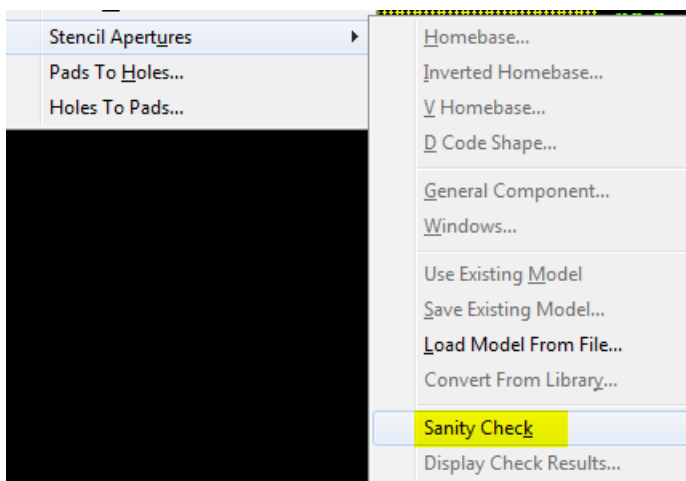 Stencil Apertures
Pads To Holes...
Holes To Pads...
Homebase...
Inverted Homebase...
V Homebase...
D Code Shape...
General Component...
Windows...
Use Existing Model
Save Existing Model...
Load Model From File...
Convert From Library...
Sanity Check
Display Check Results...